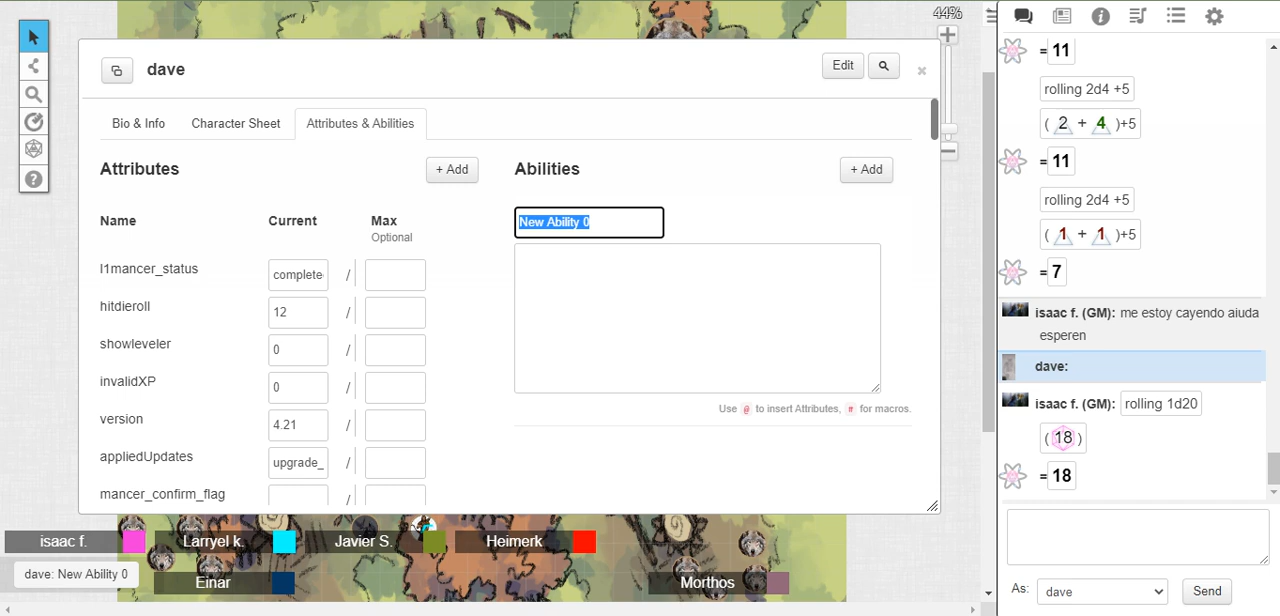 44%
dave
Edit
Bio & Info
Character Sheet
Attributes & Abilities
Attributes
+ Add
Abilities
+ Add
Name
Current
Max
Optional
New Ability 0
l1mancer_status
complete
/
hitdieroll
12
/
showleveler
0
/
invalidXP
0
/
version
4.21
/
appliedUpdates
upgrade_
/
mancer_confirm_flag
/
Use @ to insert Attributes, # for macros.
isaac f.
Larryel k.
Javier S.
Heimerk
dave: New Ability 0
Einar
Morthos
= 11
rolling 2d4 +5
( 2 + 4 )+5
= 11
rolling 2d4 +5
( 1 + 1 )+5
= 7
isaac f. (GM): me estoy cayendo aiuda
esperen
dave:
isaac f. (GM): rolling 1d20
( 18 )
= 18
As:
dave
Send